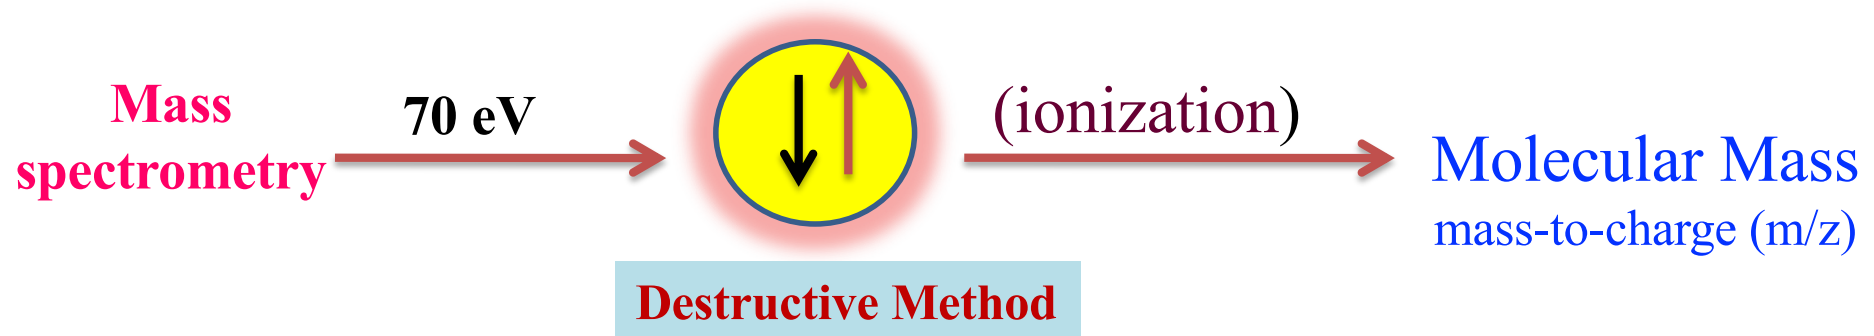 Mass
spectrometry
70 eV
(ionization)
Molecular Mass
mass-to-charge (m/z)
Destructive Method